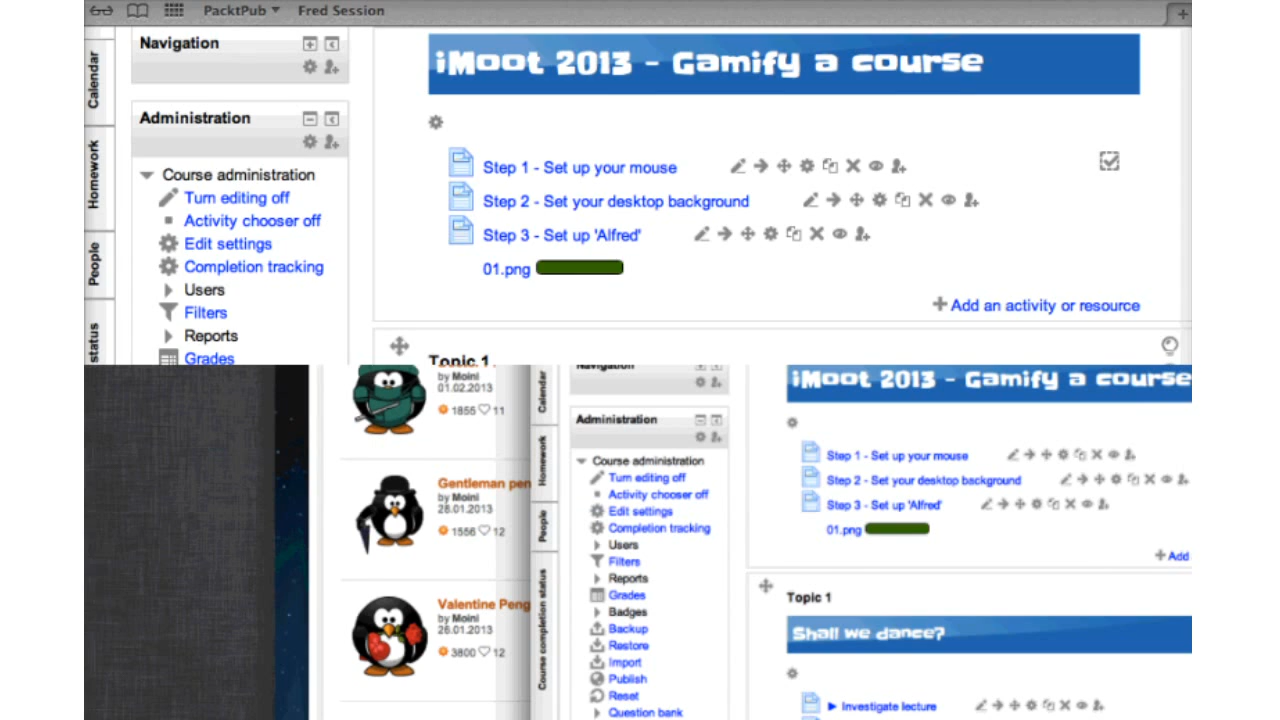 PacktPub Fred Session
Calendar
Homework
People
status
Navigation
Administration
Course administration
Turn editing off
Activity chooser off
Edit settings
Completion tracking
Users
Filters
Reports
Grades
iMoot 2013 - Gamify a course
Step 1 - Set up your mouse
Step 2 - Set your desktop background
Step 3 - Set up 'Alfred'
01.png
Add an activity or resource
Topic 1
by Moini
01.02.2013
1855 11
Gentleman pen
by Moini
28.01.2013
1556 12
Valentine Peng
by Moini
26.01.2013
3800 12
Calendar
Homework
People
Course completion status
Navigation
Administration
Course administration
Turn editing off
Activity chooser off
Edit settings
Completion tracking
Users
Filters
Reports
Grades
Badges
Backup
Restore
Import
Publish
Reset
Question bank
iMoot 2013 - Gamify a course
Step 1 - Set up your mouse
Step 2 - Set your desktop background
Step 3 - Set up 'Alfred'
01.png
Add
Topic 1
Shall we dance?
Investigate lecture